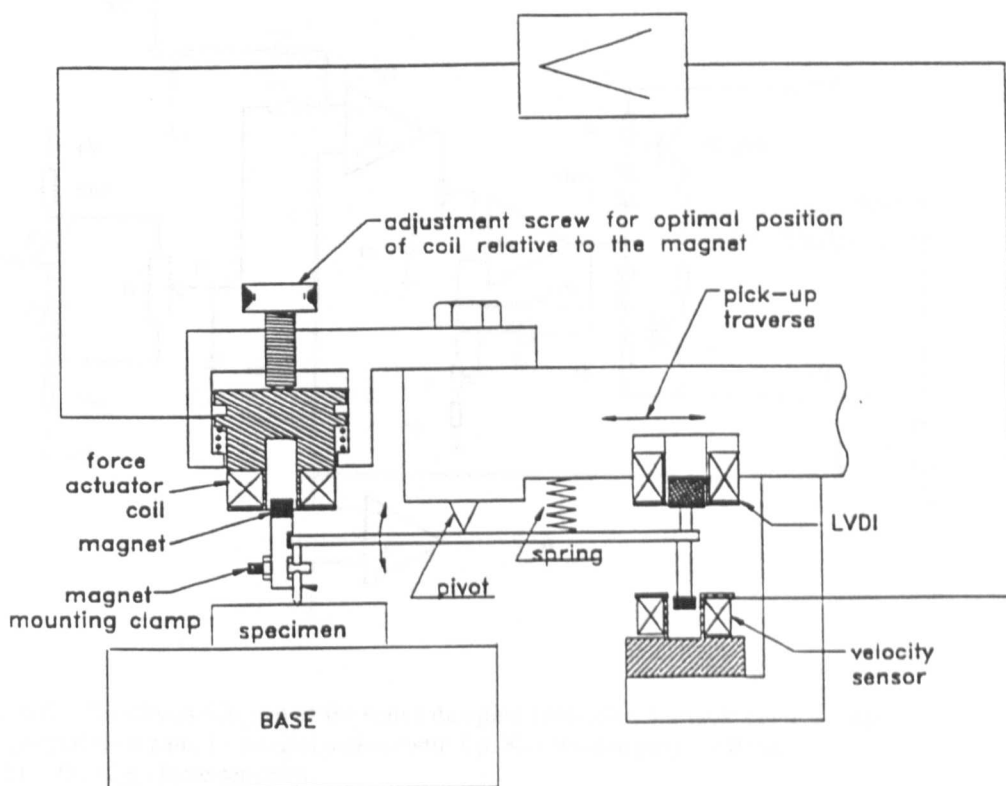 adjustment screw for optimal position
of coil relative to the magnet
pick-up
traverse
force
actuator
coil
LVDI
magnet
spring
pivot
magnet
mounting clamp
specimen
velocity
sensor
BASE